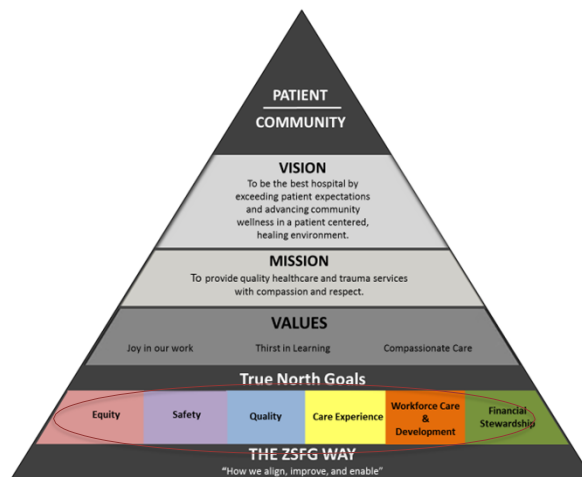 PATIENT
COMMUNITY
VISION
To be the best hospital by
exceeding patient expectations
and advancing community
wellness in a patient centered,
healing environment.
MISSION
To provide quality healthcare and trauma services
with compassion and respect.
VALUES
Joy in our work Thirst in Learning Compassionate Care
True North Goals
Equity Safety Quality Care Experience Workforce Care & Development Financial Stewardship
THE ZSFG WAY
“How we align, improve, and enable”